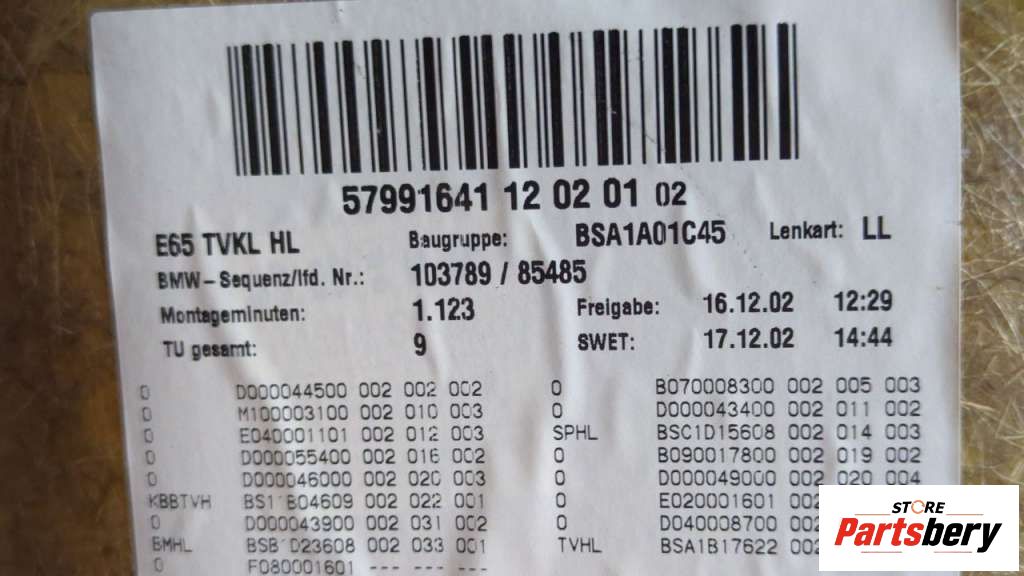 57991641 12 02 01 02
E65 TVKL HL Baugruppe: BSA1A01C45 Lenkart: LL
BMW-Sequenz/lfd. Nr.: 103789 / 85485
Montageminuten: 1.123 Freigabe: 16.12.02 12:29
TU gesamt: 9 SWET: 17.12.02 14:44
0 D000044500 002 002 002 0 B070008300 002 005 003
0 M100003100 002 010 003 0 D000043400 002 011 002
0 E040001101 002 012 003 SPHL BSC1D15608 002 014 003
0 D000055400 002 016 002 0 B090017800 002 019 002
0 D000046000 002 020 003 0 D000049000 002 020 004
KBBTVH BS11B04609 002 022 001 0 E020001601 002
0 D000043900 002 031 002 0 D040008700 002
BMHL BSB1D23608 002 033 001 TVHL BSA1B17622 002
0 F080001601 --- --- ---
STORE
Partsbery